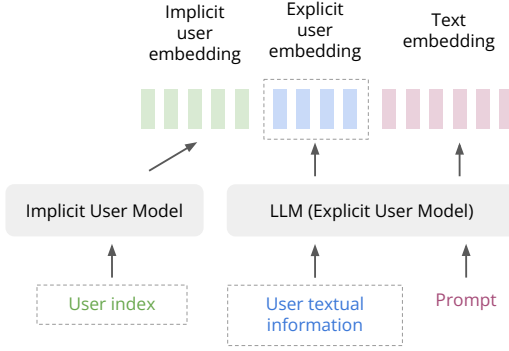 Implicit
user
embedding
Explicit
user
embedding
Text
embedding
Implicit User Model
LLM (Explicit User Model)
User index
User textual
information
Prompt